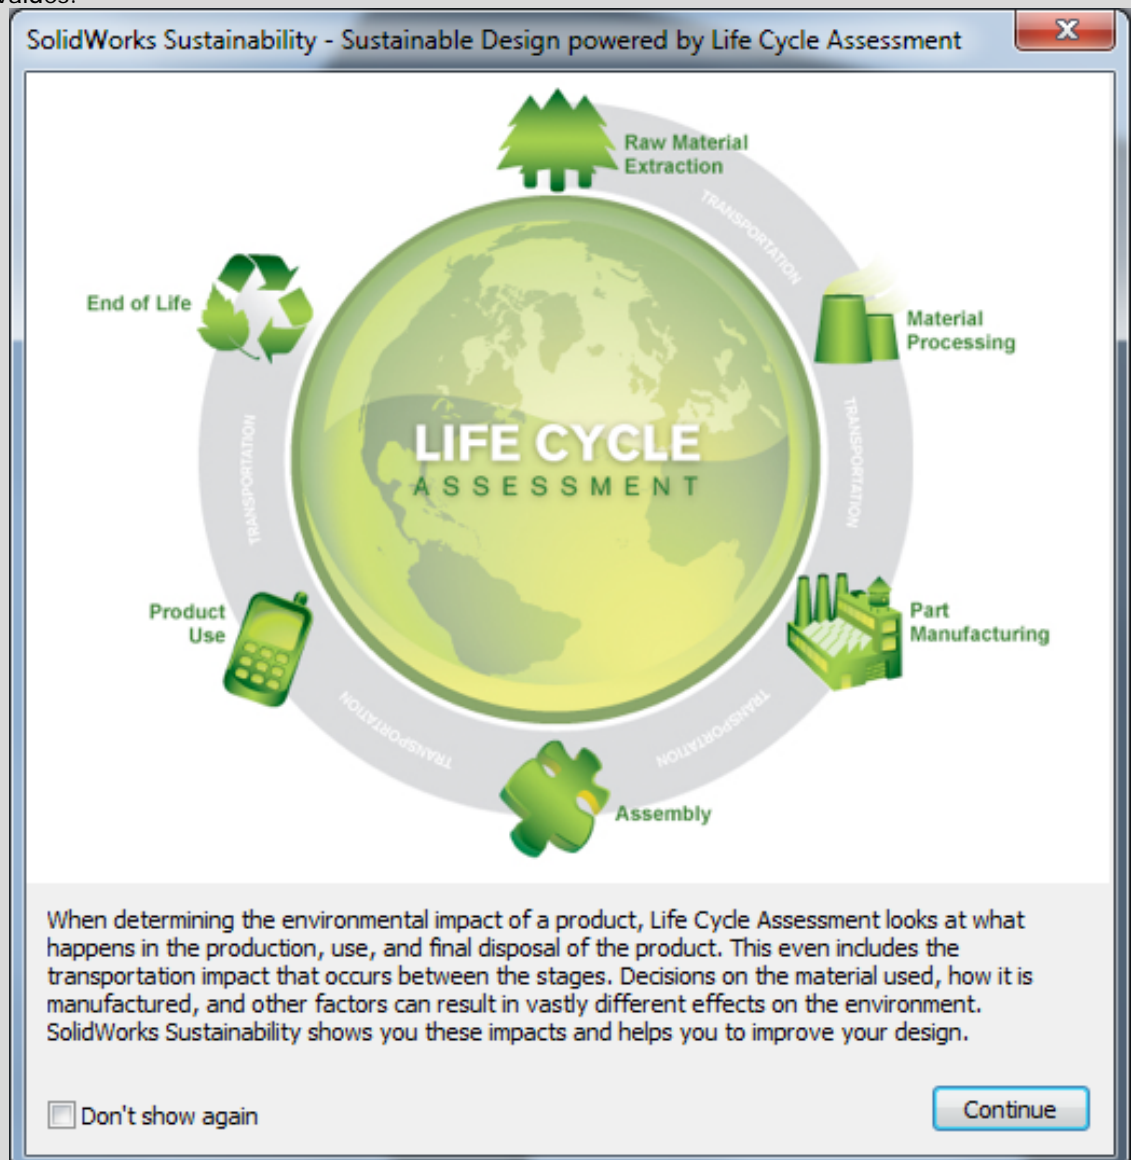 values.
SolidWorks Sustainability - Sustainable Design powered by Life Cycle Assessment
Raw Material
Extraction
TRANSPORTATION
Material
Processing
TRANSPORTATION
Part
Manufacturing
TRANSPORTATION
Assembly
TRANSPORTATION
Product
Use
TRANSPORTATION
End of Life
LIFE CYCLE
ASSESSMENT
When determining the environmental impact of a product, Life Cycle Assessment looks at what
happens in the production, use, and final disposal of the product. This even includes the
transportation impact that occurs between the stages. Decisions on the material used, how it is
manufactured, and other factors can result in vastly different effects on the environment.
SolidWorks Sustainability shows you these impacts and helps you to improve your design.
Don't show again
Continue